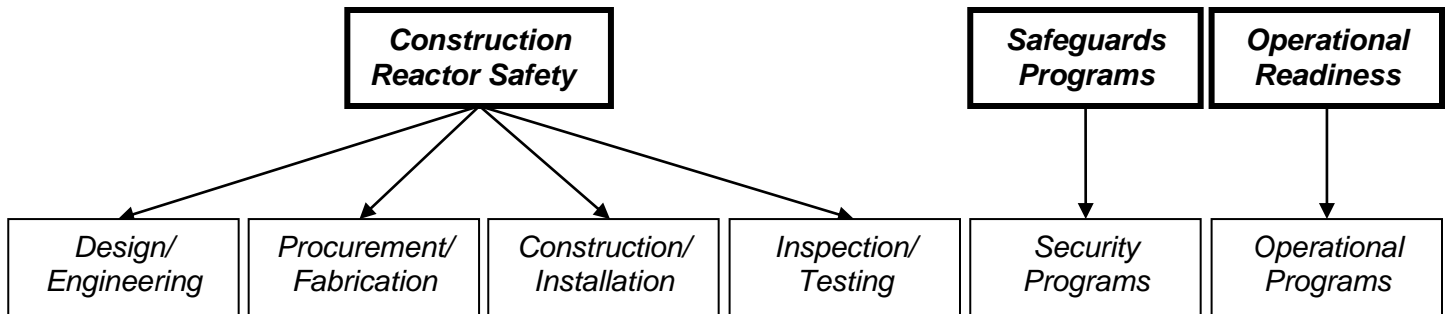 Construction
Reactor Safety
Safeguards
Programs
Operational
Readiness
Design/
Engineering
Procurement/
Fabrication
Construction/
Installation
Inspection/
Testing
Security
Programs
Operational
Programs